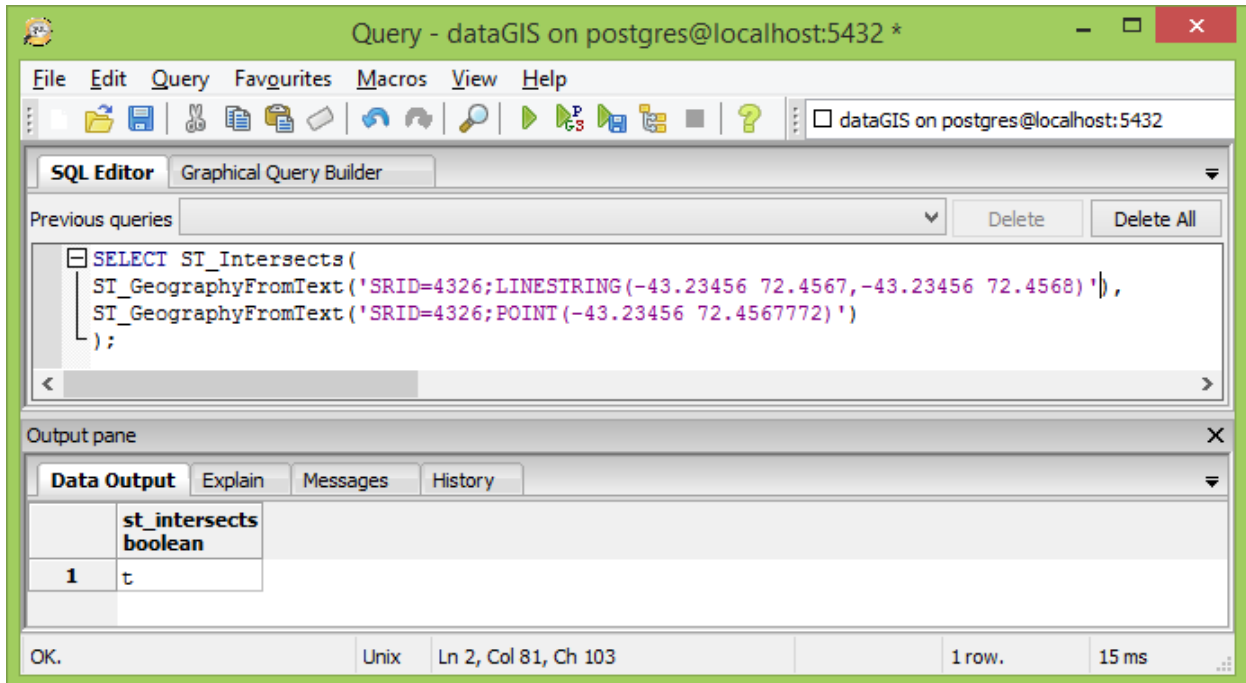 Query - dataGIS on postgres@localhost:5432 *
File Edit Query Favourites Macros View Help
dataGIS on postgres@localhost:5432
SQL Editor Graphical Query Builder
Previous queries Delete Delete All
SELECT ST_Intersects(
ST_GeographyFromText('SRID=4326;LINESTRING(-43.23456 72.4567,-43.23456 72.4568)'),
ST_GeographyFromText('SRID=4326;POINT(-43.23456 72.4567772)')
);
Output pane
Data Output Explain Messages History
st_intersects
boolean
1 t
OK. Unix Ln 2, Col 81, Ch 103 1 row. 15 ms